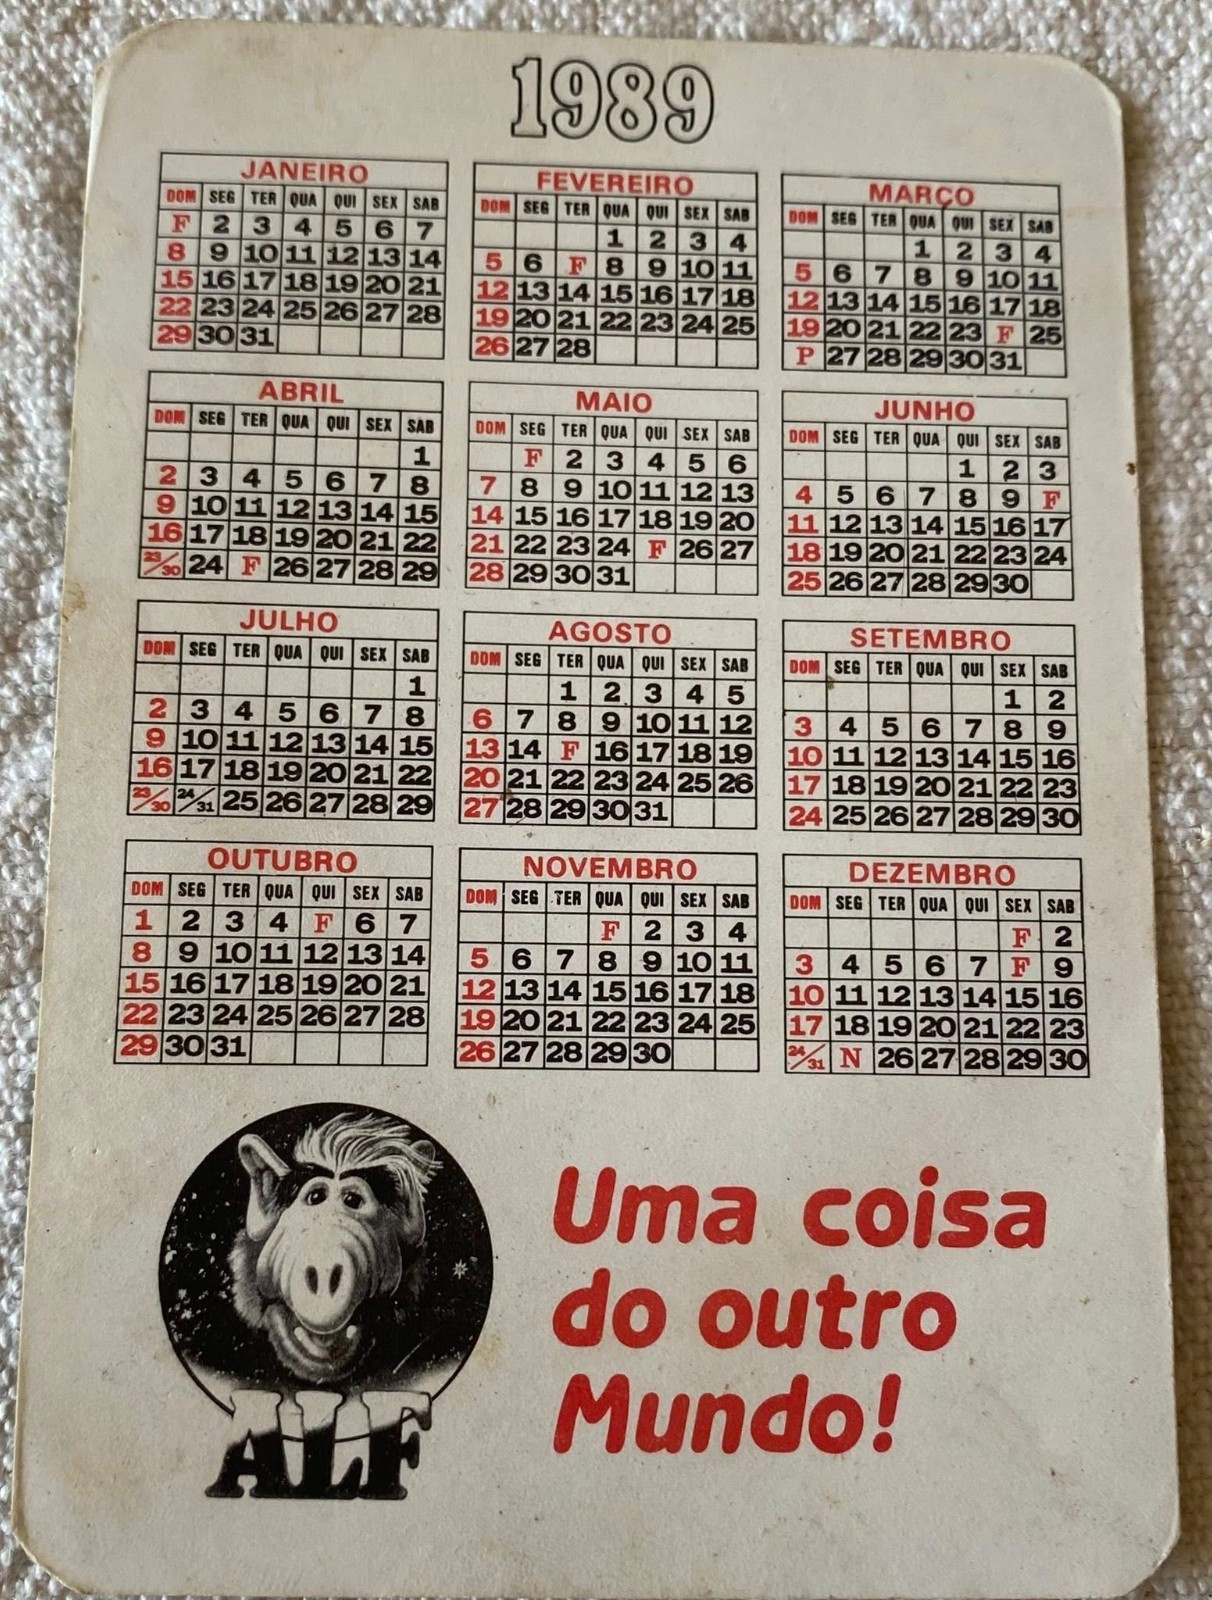 1989
JANEIRO
DOM SEG TER QUA QUI SEX SAB
F 2 3 4 5 6 7
8 9 10 11 12 13 14
15 16 17 18 19 20 21
22 23 24 25 26 27 28
29 30 31
FEVEREIRO
DOM SEG TER QUA QUI SEX SAB
1 2 3 4
5 6 F 8 9 10 11
12 13 14 15 16 17 18
19 20 21 22 23 24 25
26 27 28
MARÇO
DOM SEG TER QUA QUI SEX SAB
1 2 3 4
5 6 7 8 9 10 11
12 13 14 15 16 17 18
19 20 21 22 23 F 25
P 27 28 29 30 31
ABRIL
DOM SEG TER QUA QUI SEX SAB
1
2 3 4 5 6 7 8
9 10 11 12 13 14 15
16 17 18 19 20 21 22
23/30 24 F 26 27 28 29
MAIO
DOM SEG TER QUA QUI SEX SAB
F 2 3 4 5 6
7 8 9 10 11 12 13
14 15 16 17 18 19 20
21 22 23 24 F 26 27
28 29 30 31
JUNHO
DOM SEG TER QUA QUI SEX SAB
1 2 3
4 5 6 7 8 9 F
11 12 13 14 15 16 17
18 19 20 21 22 23 24
25 26 27 28 29 30
JULHO
DOM SEG TER QUA QUI SEX SAB
1
2 3 4 5 6 7 8
9 10 11 12 13 14 15
16 17 18 19 20 21 22
23/30 24/31 25 26 27 28 29
AGOSTO
DOM SEG TER QUA QUI SEX SAB
1 2 3 4 5
6 7 8 9 10 11 12
13 14 F 16 17 18 19
20 21 22 23 24 25 26
27 28 29 30 31
SETEMBRO
DOM SEG TER QUA QUI SEX SAB
1 2
3 4 5 6 7 8 9
10 11 12 13 14 15 16
17 18 19 20 21 22 23
24 25 26 27 28 29 30
OUTUBRO
DOM SEG TER QUA QUI SEX SAB
1 2 3 4 F 6 7
8 9 10 11 12 13 14
15 16 17 18 19 20 21
22 23 24 25 26 27 28
29 30 31
NOVEMBRO
DOM SEG TER QUA QUI SEX SAB
F 2 3 4
5 6 7 8 9 10 11
12 13 14 15 16 17 18
19 20 21 22 23 24 25
26 27 28 29 30
DEZEMBRO
DOM SEG TER QUA QUI SEX SAB
F 2
3 4 5 6 7 F 9
10 11 12 13 14 15 16
17 18 19 20 21 22 23
24/31 N 26 27 28 29 30
ALF
Uma coisa
do outro
Mundo!